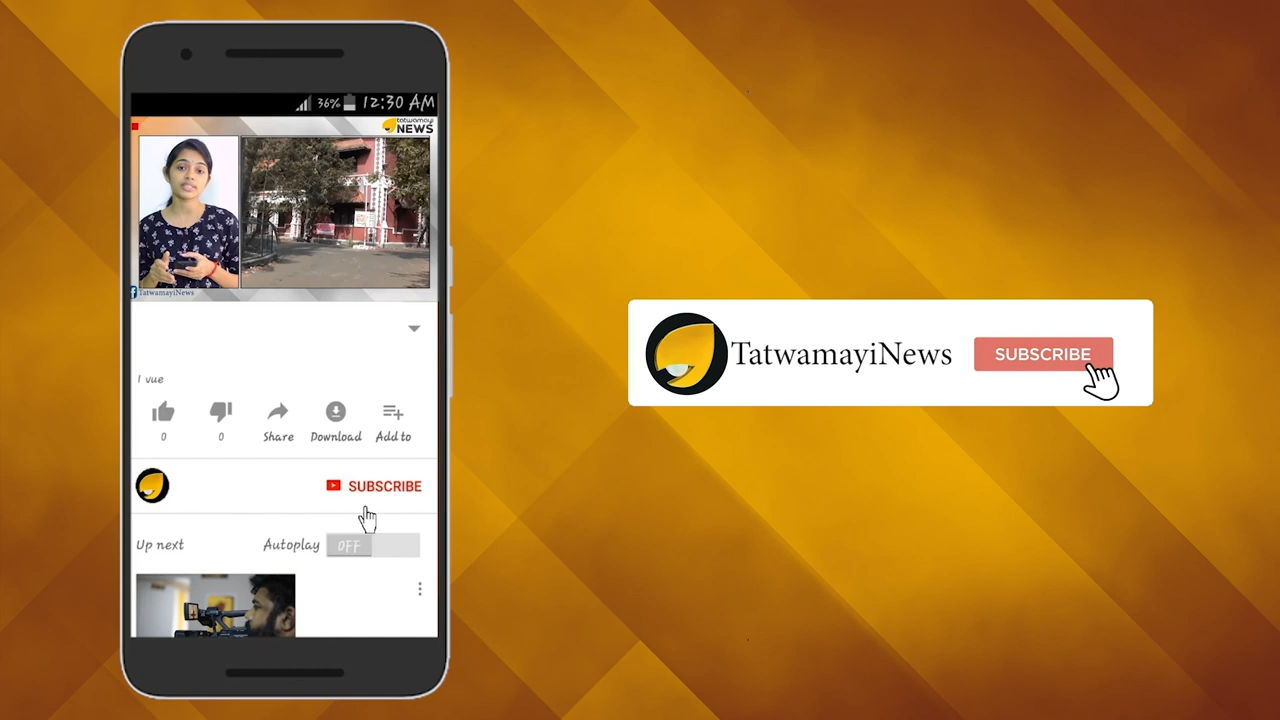 36% 12:30 AM
tatwamayi
NEWS
TatwamayiNews
1 vue
0 0 Share Download Add to
SUBSCRIBE
Up next Autoplay OFF
TatwamayiNews SUBSCRIBE